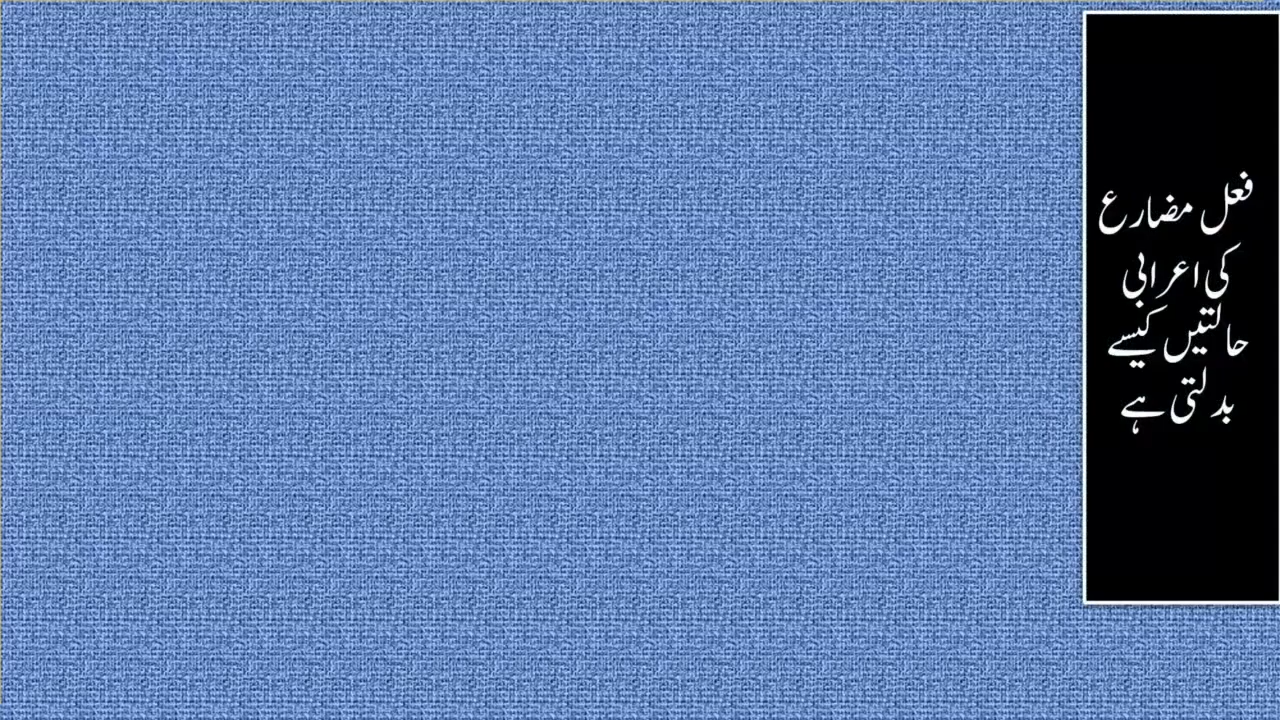 فعل مضارع
کی اعرابی
حالتیں کیسے
بدلتی ہے